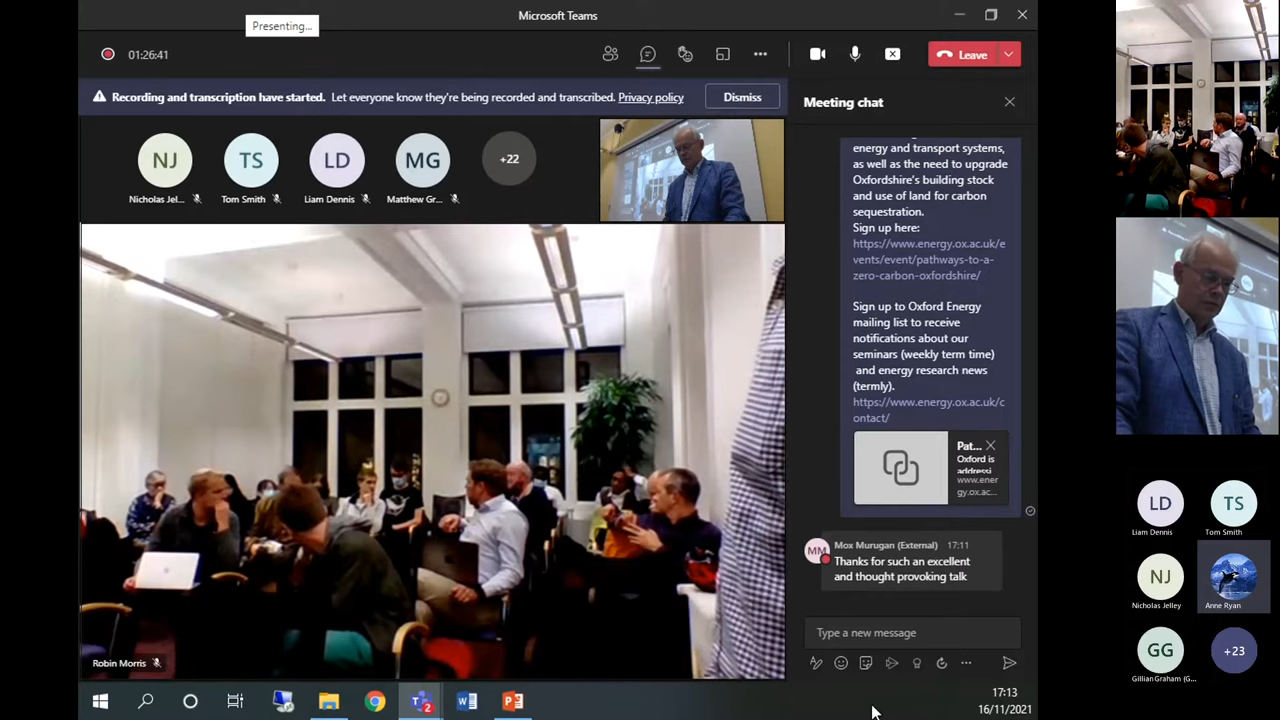 Microsoft Teams
Presenting...
01:26:41
Leave
Recording and transcription have started. Let everyone know they're being recorded and transcribed. Privacy policy
Dismiss
NJ
TS
LD
MG
+22
Nicholas Jel...
Tom Smith
Liam Dennis
Matthew Gr...
Robin Morris
Meeting chat
energy and transport systems,
as well as the need to upgrade
Oxfordshire's building stock
and use of land for carbon
sequestration.
Sign up here:
https://www.energy.ox.ac.uk/e
vents/event/pathways-to-a-
zero-carbon-oxfordshire/
Sign up to Oxford Energy
mailing list to receive
notifications about our
seminars (weekly term time)
and energy research news
(termly).
https://www.energy.ox.ac.uk/c
ontact/
Pat...
Oxford is
addressi
www.ener
gy.ox.ac...
MM
Mox Murugan (External) 17:11
Thanks for such an excellent
and thought provoking talk
Type a new message
2
17:13
16/11/2021
LD
TS
Liam Dennis
Tom Smith
NJ
Nicholas Jelley
Anne Ryan
GG
+23
Gillian Graham (G...